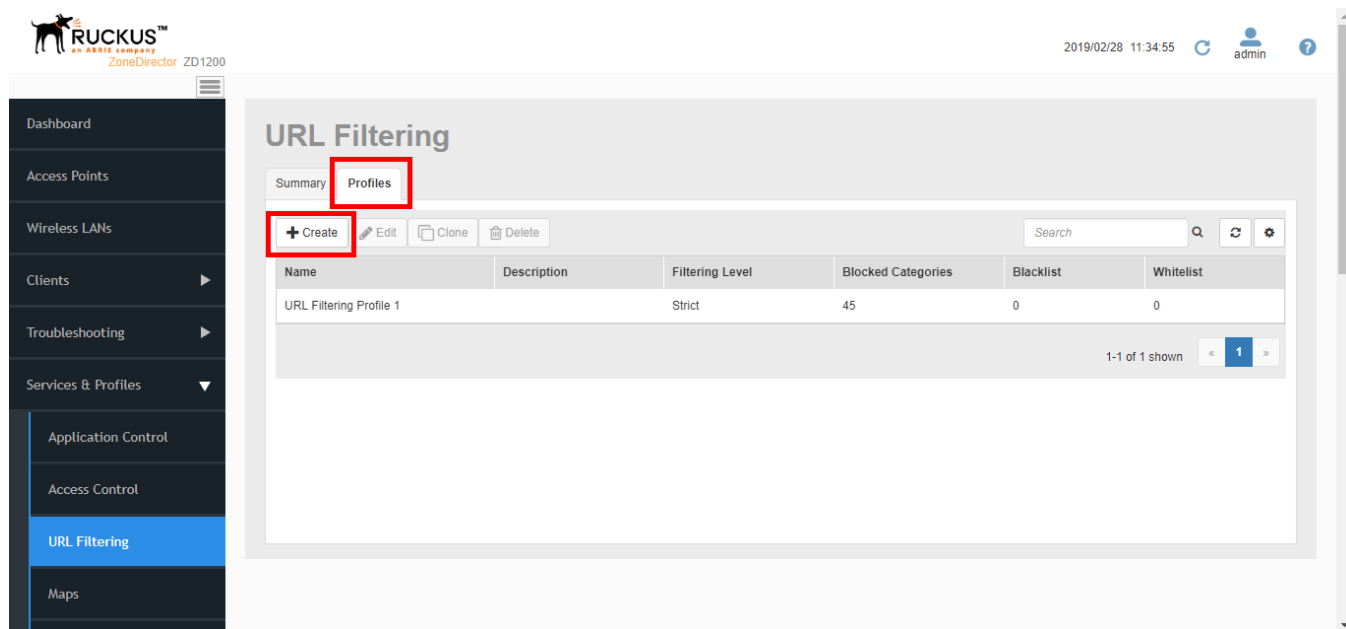 RUCKUS™
an ARRIS company
ZoneDirector ZD1200
2019/02/28 11:34:55
admin
?
Dashboard
Access Points
Wireless LANs
Clients
Troubleshooting
Services & Profiles
Application Control
Access Control
URL Filtering
Maps
URL Filtering
Summary Profiles
Create Edit Clone Delete Search
Name Description Filtering Level Blocked Categories Blacklist Whitelist
URL Filtering Profile 1 Strict 45 0 0
1-1 of 1 shown « 1 »